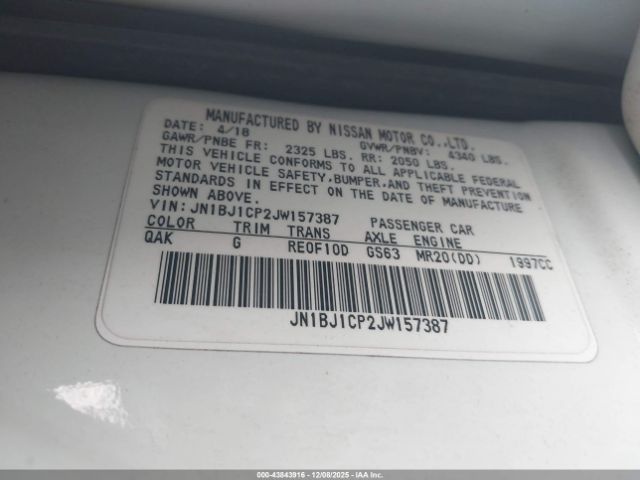 MANUFACTURED BY NISSAN MOTOR CO.,LTD.
DATE: 4/18 GVWR/PNBV: 4340 LBS.
GAWR/PNBE FR: 2325 LBS. RR: 2050 LBS.
THIS VEHICLE CONFORMS TO ALL APPLICABLE FEDERAL
MOTOR VEHICLE SAFETY,BUMPER,AND THEFT PREVENTION
STANDARDS IN EFFECT ON THE DATE OF MANUFACTURE
SHOWN ABOVE.
VIN: JN1BJ1CP2JW157387 PASSENGER CAR
COLOR TRIM TRANS AXLE ENGINE
QAK G RE0F10D GS63 MR20(DD) 1997CC
JN1BJ1CP2JW157387
000-43843916 - 12/08/2025 - IAA Inc.